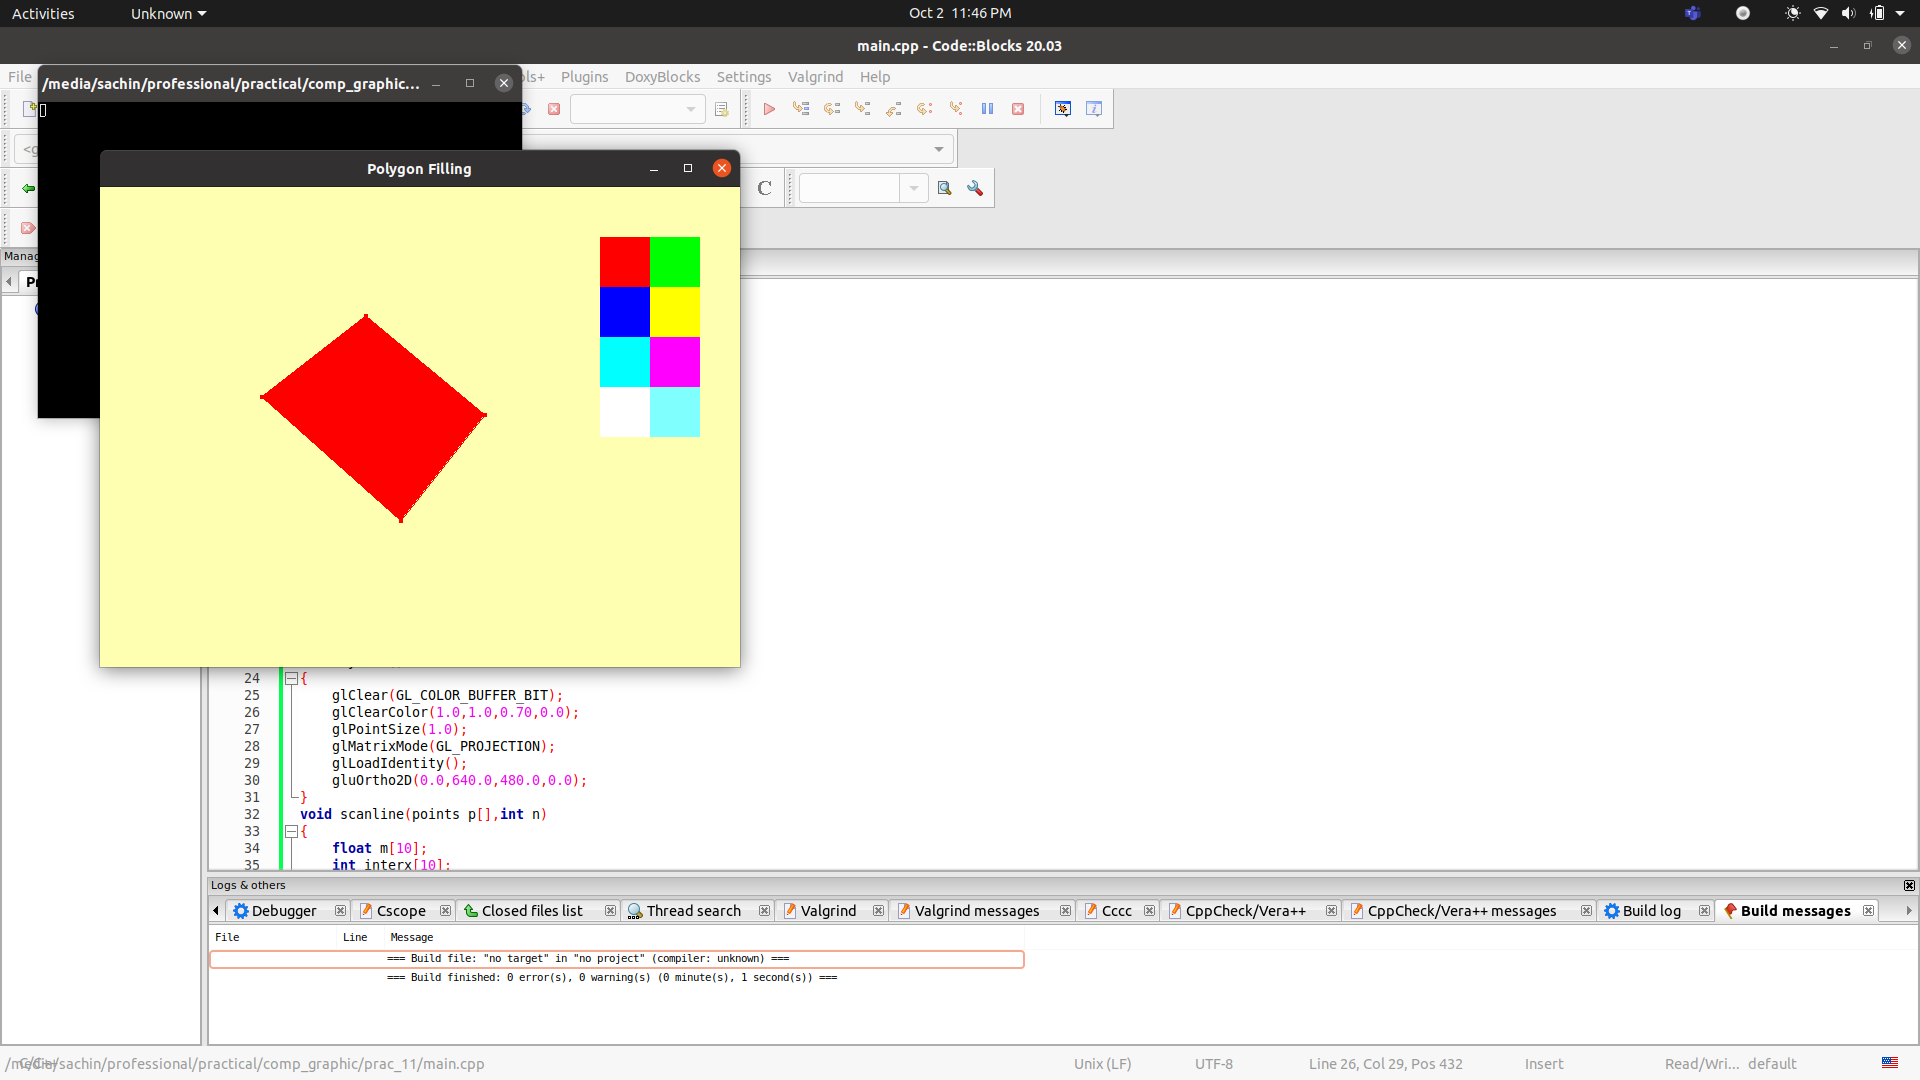 Activities
Unknown
Oct 2 11:46 PM
main.cpp - Code::Blocks 20.03
File
Plugins DoxyBlocks Settings Valgrind Help
/media/sachin/professional/practical/comp_graphic...
Polygon Filling
C
24 {
25 glClear(GL_COLOR_BUFFER_BIT);
26 glClearColor(1.0,1.0,0.70,0.0);
27 glPointSize(1.0);
28 glMatrixMode(GL_PROJECTION);
29 glLoadIdentity();
30 gluOrtho2D(0.0,640.0,480.0,0.0);
31 }
32 void scanline(points p[],int n)
33 {
34 float m[10];
35 int interx[10];
Logs & others
Debugger Cscope Closed files list Thread search Valgrind Valgrind messages Cccc CppCheck/Vera++ CppCheck/Vera++ messages Build log Build messages
File Line Message
=== Build file: "no target" in "no project" (compiler: unknown) ===
=== Build finished: 0 error(s), 0 warning(s) (0 minute(s), 1 second(s)) ===
/media/sachin/professional/practical/comp_graphic/prac_11/main.cpp Unix (LF) UTF-8 Line 26, Col 29, Pos 432 Insert Read/Wri... default